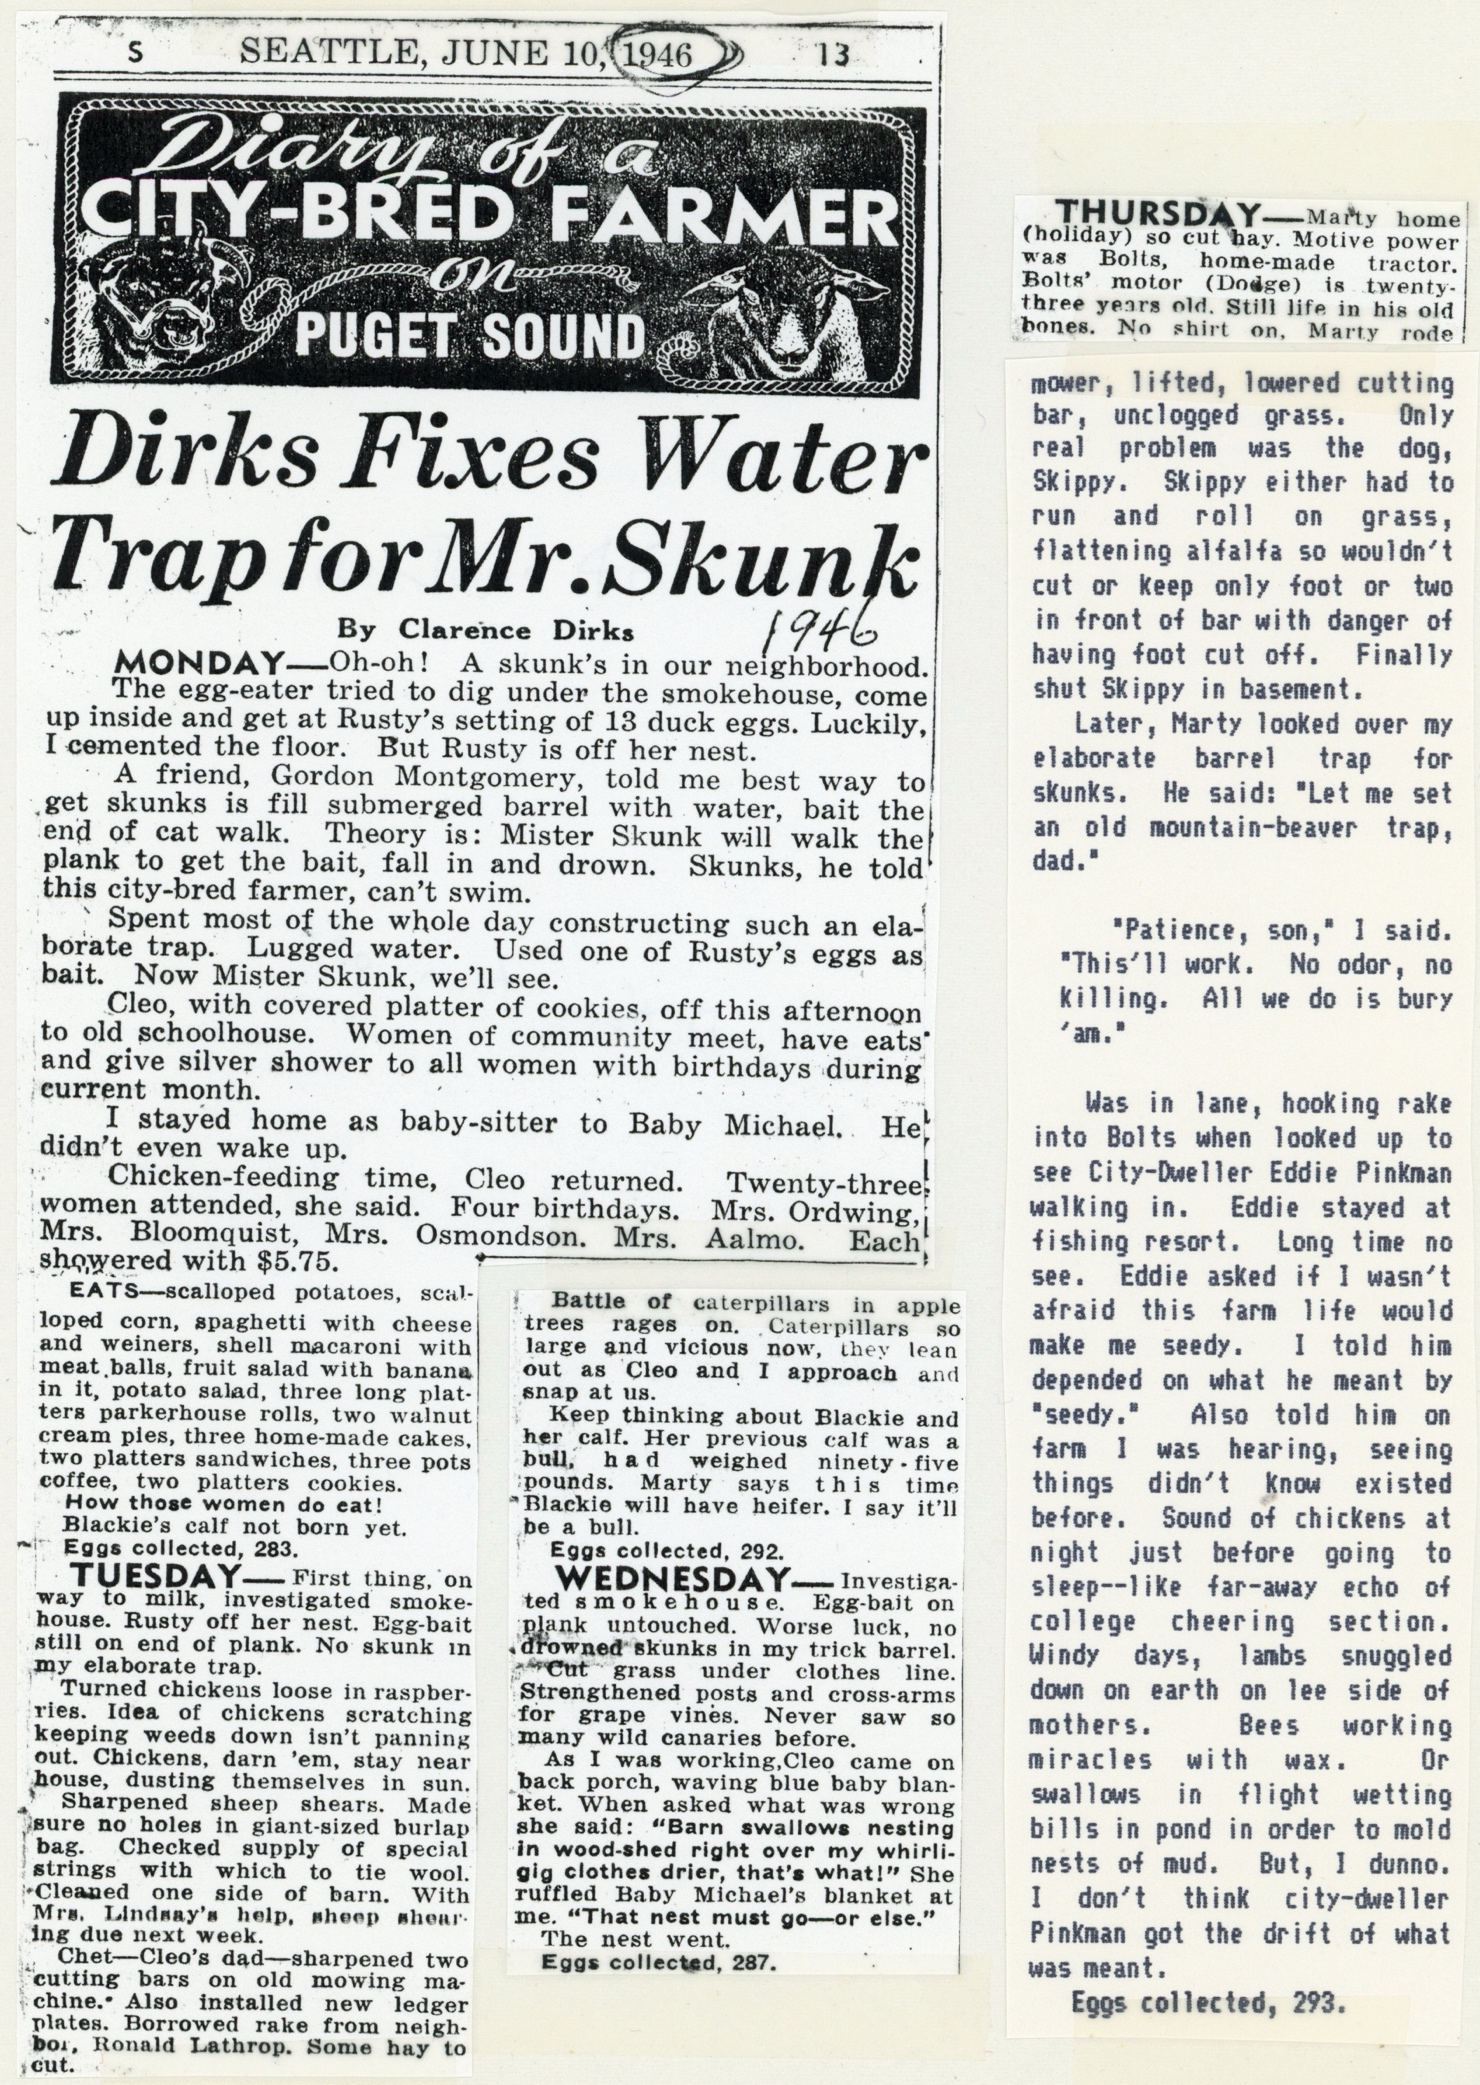 S SEATTLE, JUNE 10, 1946 13
Diary of a
CITY-BRED FARMER
on
PUGET SOUND
Dirks Fixes Water
Trap for Mr. Skunk
1946
By Clarence Dirks
MONDAY—Oh-oh! A skunk's in our neighborhood.
The egg-eater tried to dig under the smokehouse, come
up inside and get at Rusty's setting of 13 duck eggs. Luckily,
I cemented the floor. But Rusty is off her nest.
A friend, Gordon Montgomery, told me best way to
get skunks is fill submerged barrel with water, bait the
end of cat walk. Theory is: Mister Skunk will walk the
plank to get the bait, fall in and drown. Skunks, he told
this city-bred farmer, can't swim.
Spent most of the whole day constructing such an ela-
borate trap. Lugged water. Used one of Rusty's eggs as
bait. Now Mister Skunk, we'll see.
Cleo, with covered platter of cookies, off this afternoon
to old schoolhouse. Women of community meet, have eats
and give silver shower to all women with birthdays during
current month.
I stayed home as baby-sitter to Baby Michael. He
didn't even wake up.
Chicken-feeding time, Cleo returned. Twenty-three
women attended, she said. Four birthdays. Mrs. Ordwing,
Mrs. Bloomquist, Mrs. Osmondson. Mrs. Aalmo. Each
showered with $5.75.
EATS—scalloped potatoes, scal-
loped corn, spaghetti with cheese
and weiners, shell macaroni with
meat balls, fruit salad with banana
in it, potato salad, three long plat-
ters parkerhouse rolls, two walnut
cream pies, three home-made cakes,
two platters sandwiches, three pots
coffee, two platters cookies.
How those women do eat!
Blackie's calf not born yet.
Eggs collected, 283.
TUESDAY—First thing, on
way to milk, investigated smoke-
house. Rusty off her nest. Egg-bait
still on end of plank. No skunk in
my elaborate trap.
Turned chickens loose in raspber-
ries. Idea of chickens scratching
keeping weeds down isn't panning
out. Chickens, darn 'em, stay near
house, dusting themselves in sun.
Sharpened sheep shears. Made
sure no holes in giant-sized burlap
bag. Checked supply of special
strings with which to tie wool.
Cleaned one side of barn. With
Mrs. Lindsay's help, sheep shear-
ing due next week.
Chet—Cleo's dad—sharpened two
cutting bars on old mowing ma-
chine. Also installed new ledger
plates. Borrowed rake from neigh-
bor, Ronald Lathrop. Some hay to
cut.
Battle of caterpillars in apple
trees rages on. Caterpillars so
large and vicious now, they lean
out as Cleo and I approach and
snap at us.
Keep thinking about Blackie and
her calf. Her previous calf was a
bull, had weighed ninety-five
pounds. Marty says this time
Blackie will have heifer. I say it'll
be a bull.
Eggs collected, 292.
WEDNESDAY—Investiga-
ted smokehouse. Egg-bait on
plank untouched. Worse luck, no
drowned skunks in my trick barrel.
Cut grass under clothes line.
Strengthened posts and cross-arms
for grape vines. Never saw so
many wild canaries before.
As I was working,Cleo came on
back porch, waving blue baby blan-
ket. When asked what was wrong
she said: "Barn swallows nesting
in wood-shed right over my whirli-
gig clothes drier, that's what!" She
ruffled Baby Michael's blanket at
me. "That nest must go—or else."
The nest went.
Eggs collected, 287.
THURSDAY—Marty home
(holiday) so cut hay. Motive power
was Bolts, home-made tractor.
Bolts' motor (Dodge) is twenty-
three years old. Still life in his old
bones. No shirt on, Marty rode
mower, lifted, lowered cutting
bar, unclogged grass. Only
real problem was the dog,
Skippy. Skippy either had to
run and roll on grass,
flattening alfalfa so wouldn't
cut or keep only foot or two
in front of bar with danger of
having foot cut off. Finally
shut Skippy in basement.
Later, Marty looked over my
elaborate barrel trap for
skunks. He said: "Let me set
an old mountain-beaver trap,
dad."
"Patience, son," I said.
"This'll work. No odor, no
killing. All we do is bury
'am."
Was in lane, hooking rake
into Bolts when looked up to
see City-Dweller Eddie Pinkman
walking in. Eddie stayed at
fishing resort. Long time no
see. Eddie asked if I wasn't
afraid this farm life would
make me seedy. I told him
depended on what he meant by
"seedy." Also told him on
farm I was hearing, seeing
things didn't know existed
before. Sound of chickens at
night just before going to
sleep--like far-away echo of
college cheering section.
Windy days, lambs snuggled
down on earth on lee side of
mothers. Bees working
miracles with wax. Or
swallows in flight wetting
bills in pond in order to mold
nests of mud. But, I dunno.
I don't think city-dweller
Pinkman got the drift of what
was meant.
Eggs collected, 293.